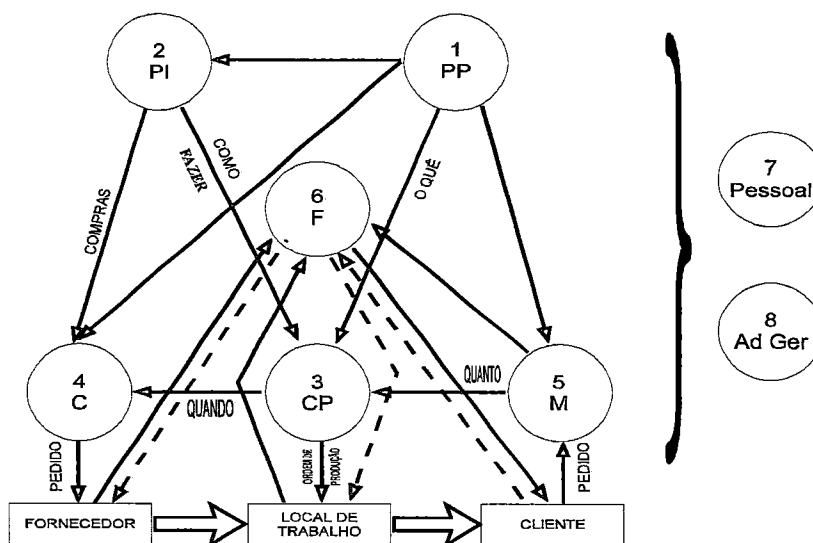 2
PI
1
PP
COMO
FAZER
COMPRAS
O QUÊ
6
F
7
Pessoal
8
Ad Ger
4
C
QUANDO
3
CP
QUANTO
5
M
PEDIDO
ORDEM DE
PRODUÇÃO
PEDIDO
FORNECEDOR
LOCAL DE
TRABALHO
CLIENTE